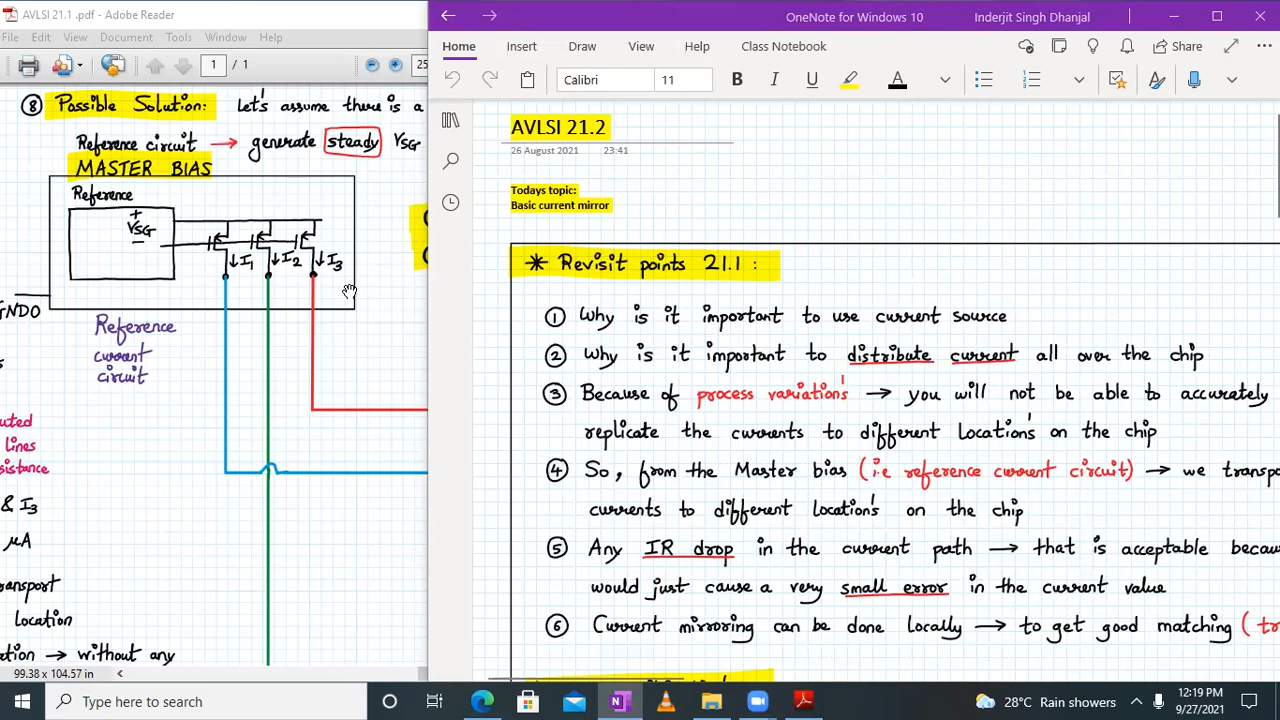 AVLSI 21.1 .pdf - Adobe Reader
File Edit View Document Tools Window Help
1 / 1 25
⑧ Possible Solution: Let's assume there is a
Reference circuit → generate steady VSG
MASTER BIAS
Reference
+
VSG
−
↓I1 ↓I2 ↓I3
GND0
Reference
current
circuit
uted
lines
sistance
& I3
μA
ransport
location
ation → without any
99.38 x 104.57 in
OneNote for Windows 10 Inderjit Singh Dhanjal
Home Insert Draw View Help Class Notebook Share
Calibri 11 B I U A
AVLSI 21.2
26 August 2021 23:41
Todays topic:
Basic current mirror
* Revisit points 21.1 :
① Why is it important to use current source
② Why is it important to distribute current all over the chip
③ Because of process variation's → you will not be able to accurately
replicate the currents to different Location's on the chip
④ So, from the Master bias (i.e reference current circuit) → we transpo
currents to different location's on the chip
⑤ Any IR drop in the current path → that is acceptable becau
would just cause a very small error in the current value
⑥ Current mirroring can be done locally → to get good matching (tr
Type here to search
28°C Rain showers
12:19 PM
9/27/2021